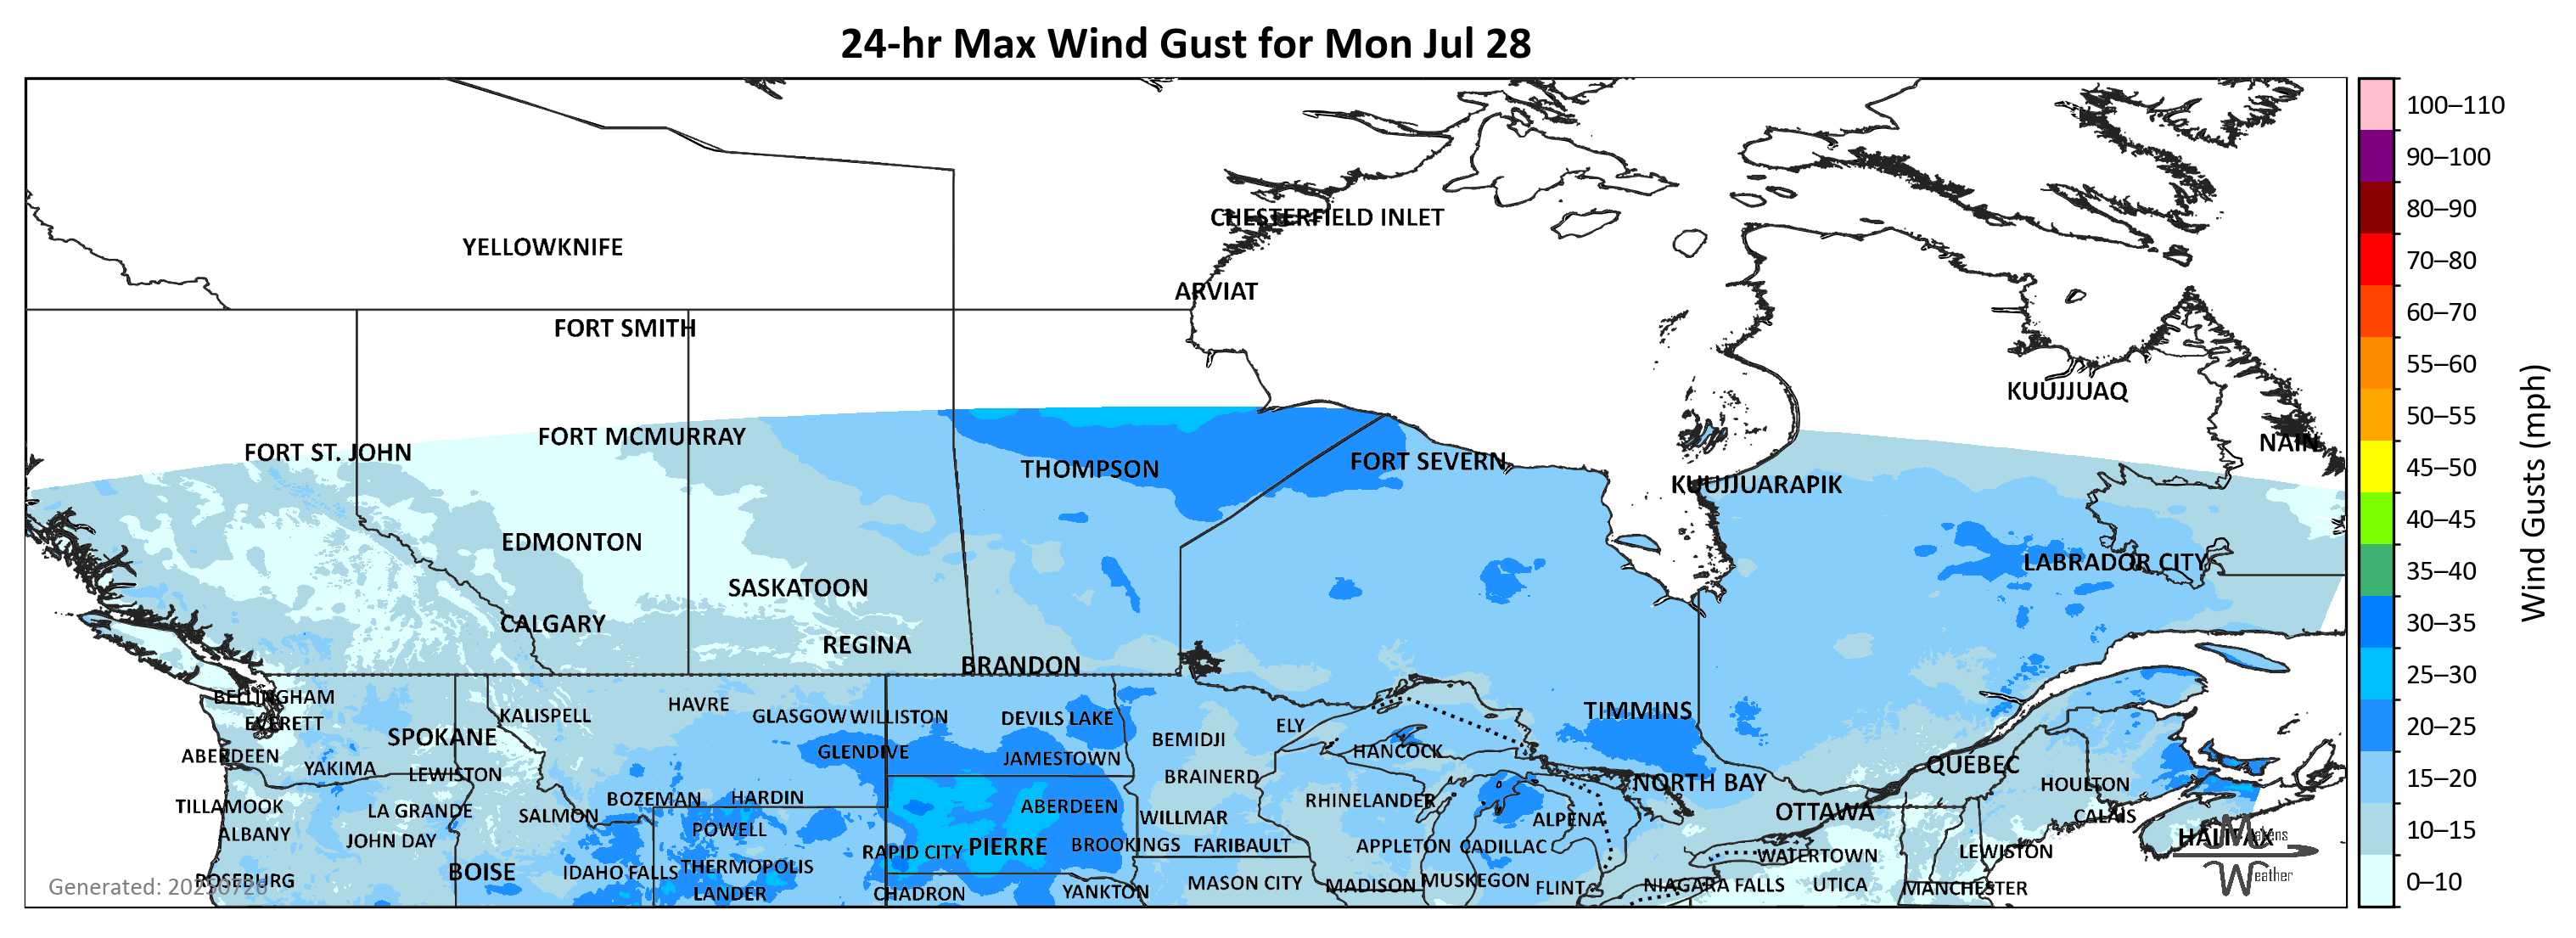 24-hr Max Wind Gust for Mon Jul 28
100–110
90–100
80–90
70–80
60–70
55–60
50–55
45–50
40–45
35–40
30–35
25–30
20–25
15–20
10–15
0–10
Wind Gusts (mph)
CHESTERFIELD INLET
YELLOWKNIFE
ARVIAT
FORT SMITH
KUUJJUAQ
FORT MCMURRAY
NAIN
FORT ST. JOHN
FORT SEVERN
THOMPSON
KUUJJUARAPIK
EDMONTON
LABRADOR CITY
SASKATOON
CALGARY
REGINA
BRANDON
BELLINGHAM
HAVRE
TIMMINS
KALISPELL
GLASGOW
WILLISTON
DEVILS LAKE
EVERETT
ELY
SPOKANE
BEMIDJI
GLENDIVE
HANCOCK
ABERDEEN
JAMESTOWN
QUEBEC
YAKIMA
LEWISTON
BRAINERD
NORTH BAY
HOULTON
BOZEMAN
HARDIN
RHINELANDER
TILLAMOOK
LA GRANDE
ABERDEEN
OTTAWA
SALMON
WILLMAR
ALPENA
CALAIS
ALBANY
POWELL
HALIFAX
JOHN DAY
RAPID CITY
PIERRE
BROOKINGS
FARIBAULT
APPLETON
CADILLAC
WATERTOWN
LEWISTON
BOISE
IDAHO FALLS
THERMOPOLIS
ROSEBURG
MASON CITY
MADISON
MUSKEGON
FLINT
NIAGARA FALLS
UTICA
MANCHESTER
LANDER
CHADRON
YANKTON
Generated: 20250726
Makens
Weather